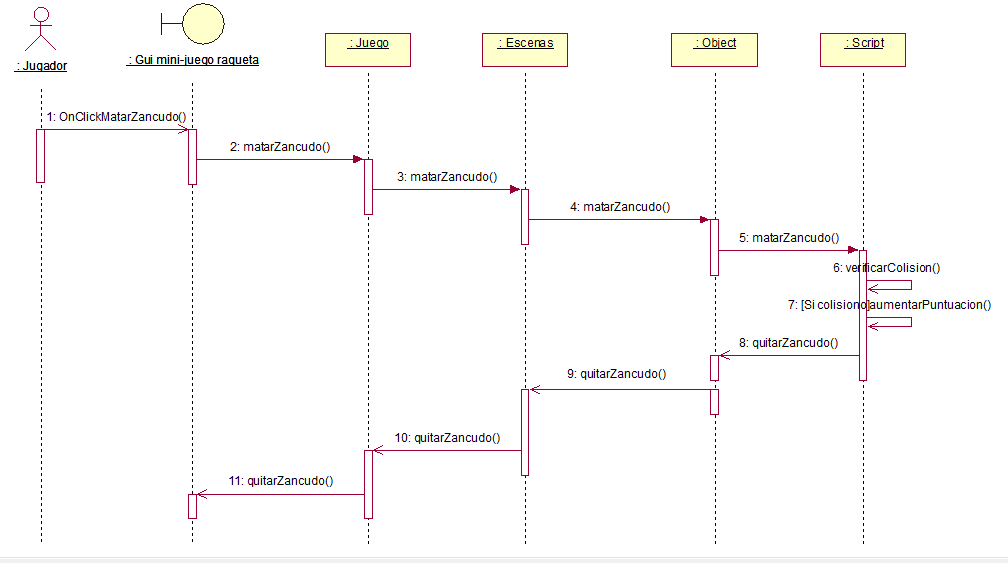 : Jugador
: Gui mini-juego raqueta
: Juego
: Escenas
: Object
: Script
1: OnClickMatarZancudo()
2: matarZancudo()
3: matarZancudo()
4: matarZancudo()
5: matarZancudo()
6: verificarColision()
7: [Si colisiono]aumentarPuntuacion()
8: quitarZancudo()
9: quitarZancudo()
10: quitarZancudo()
11: quitarZancudo()